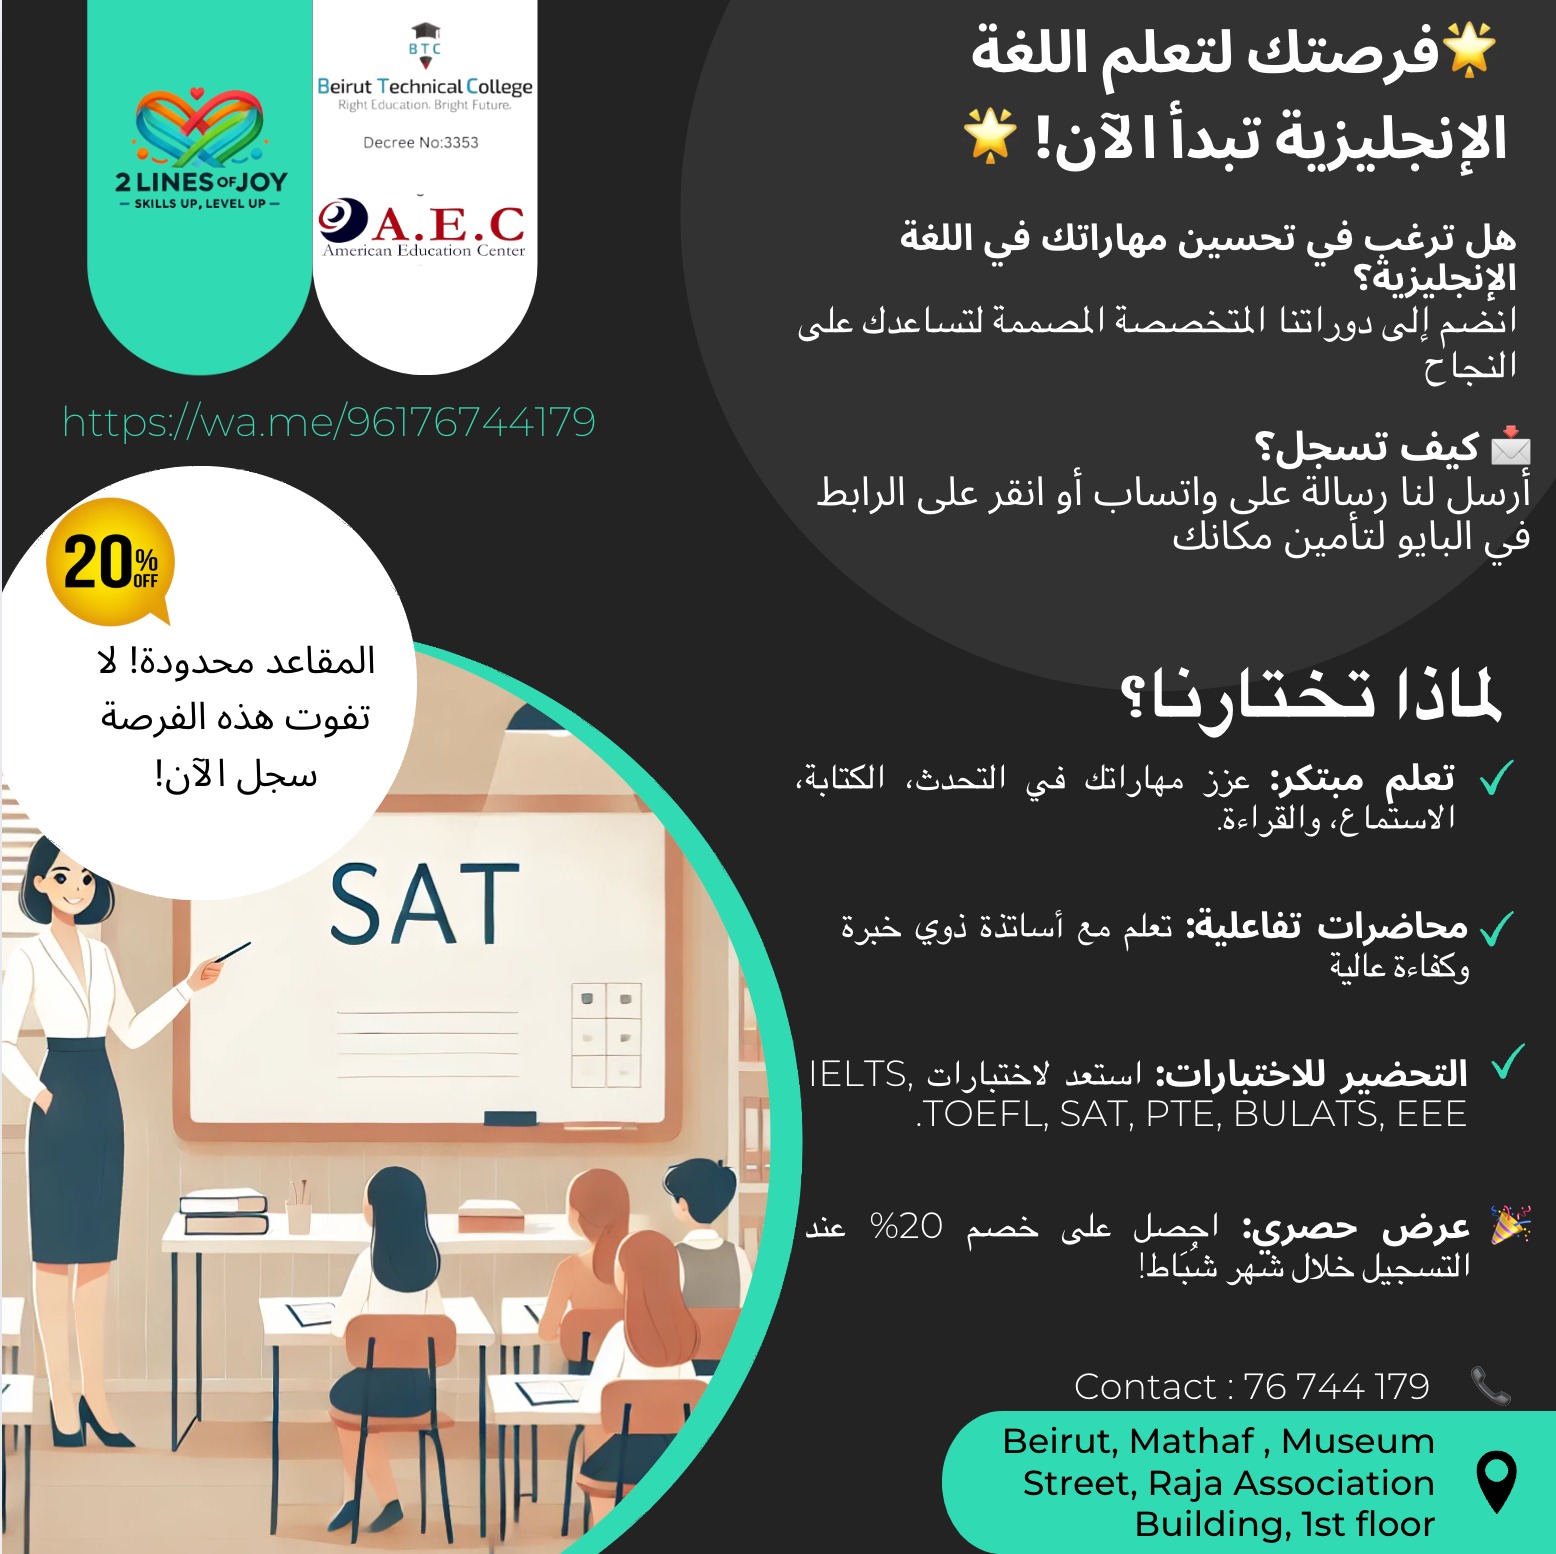 BTC
Beirut Technical College
Right Education. Bright Future.
Decree No:3353
A.E.C
American Education Center
2 LINES OF JOY
SKILLS UP, LEVEL UP
https://wa.me/96176744179
🌟فرصتك لتعلم اللغة
الإنجليزية تبدأ الآن! 🌟
هل ترغب في تحسين مهاراتك في اللغة
الإنجليزية؟
انضم إلى دوراتنا المتخصصة المصممة لتساعدك على
النجاح
📩 كيف تسجل؟
أرسل لنا رسالة على واتساب أو انقر على الرابط
في البايو لتأمين مكانك
20% OFF
المقاعد محدودة! لا
تفوت هذه الفرصة
سجل الآن!
SAT
لماذا تختارنا؟
تعلم مبتكر: عزز مهاراتك في التحدث، الكتابة،
الاستماع، والقراءة.
محاضرات تفاعلية: تعلم مع أساتذة ذوي خبرة
وكفاءة عالية
التحضير للاختبارات: استعد لاختبارات IELTS,
TOEFL, SAT, PTE, BULATS, EEE.
🎉 عرض حصري: احصل على خصم 20% عند
التسجيل خلال شهر شُبَاط!
Contact : 76 744 179
Beirut, Mathaf , Museum
Street, Raja Association
Building, 1st floor